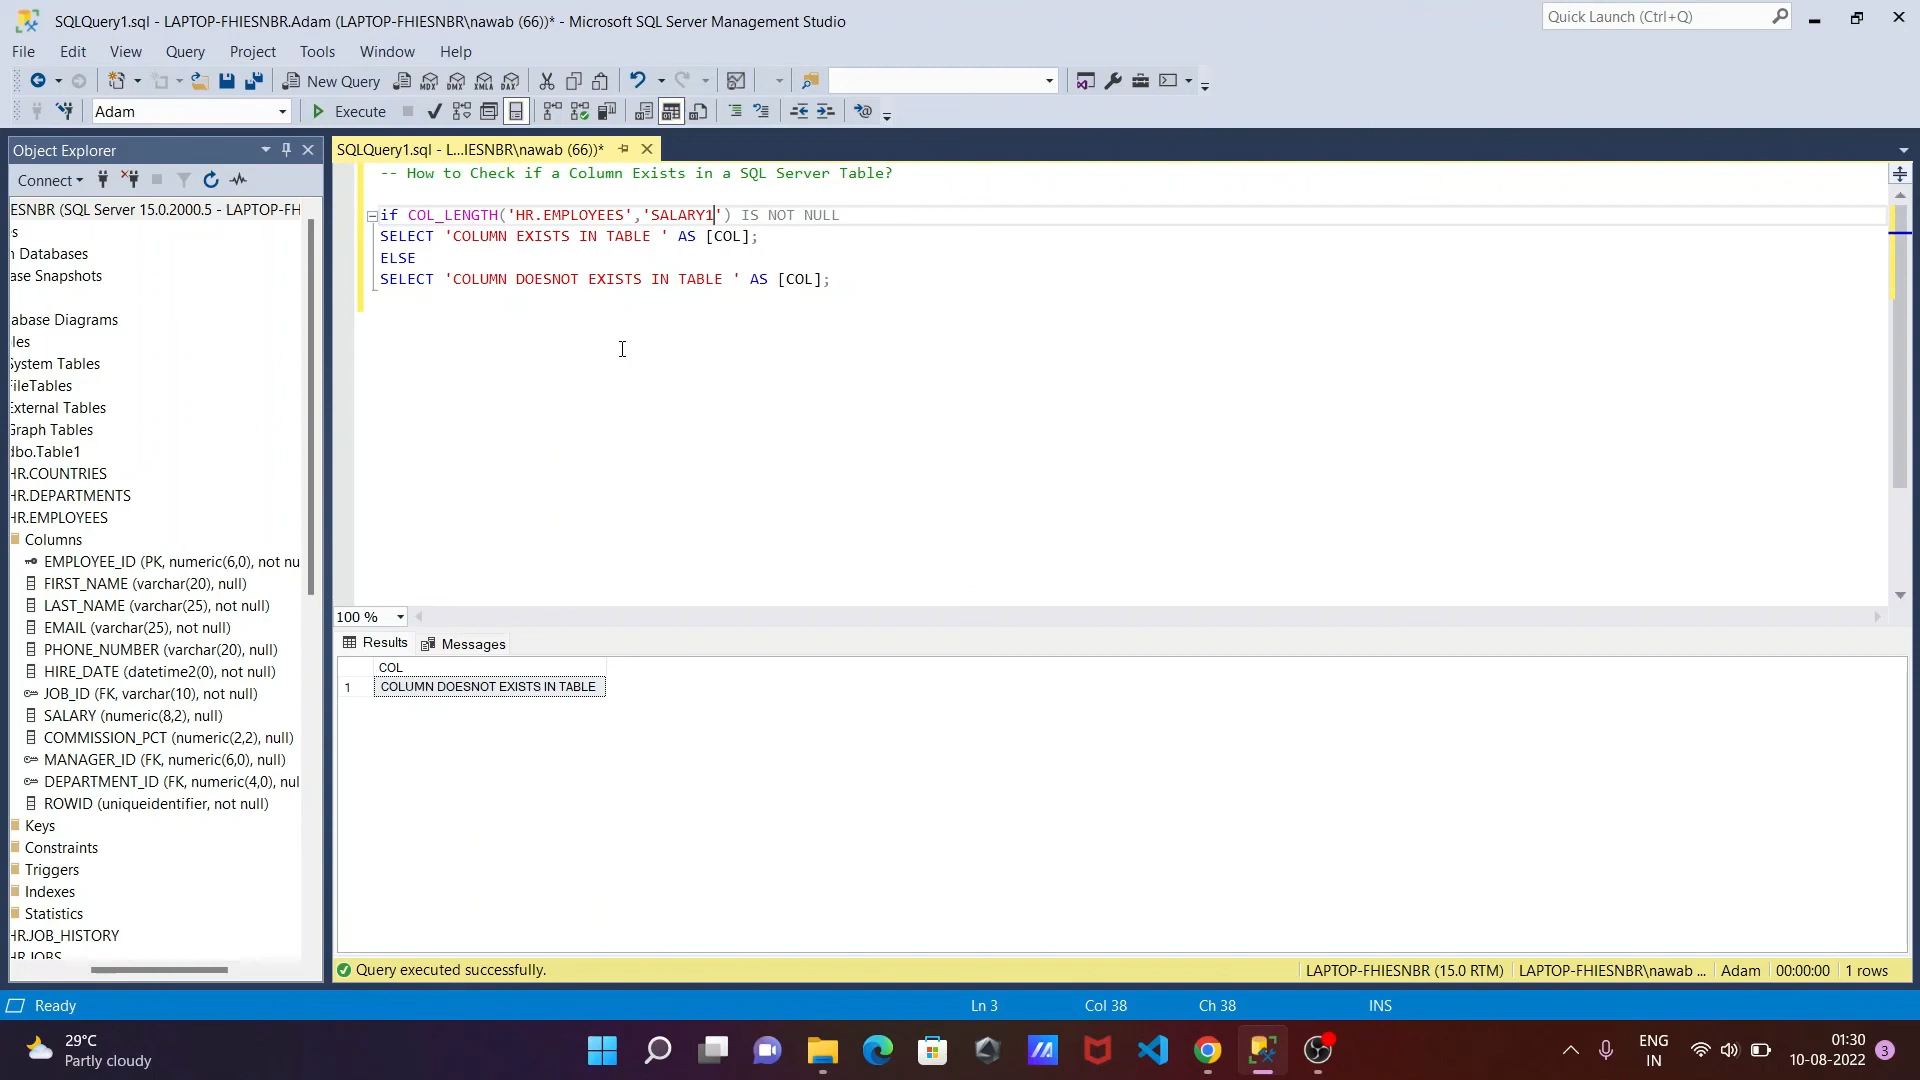 SQLQuery1.sql - LAPTOP-FHIESNBR.Adam (LAPTOP-FHIESNBR\nawab (66))* - Microsoft SQL Server Management Studio
Quick Launch (Ctrl+Q)
File Edit View Query Project Tools Window Help
New Query
MDX DMX XMLA DAX
Adam
Execute
Object Explorer
SQLQuery1.sql - L...IESNBR\nawab (66))*
Connect
ESNBR (SQL Server 15.0.2000.5 - LAPTOP-FH
s
n Databases
ase Snapshots
abase Diagrams
les
System Tables
FileTables
External Tables
Graph Tables
dbo.Table1
HR.COUNTRIES
HR.DEPARTMENTS
HR.EMPLOYEES
Columns
EMPLOYEE_ID (PK, numeric(6,0), not nu
FIRST_NAME (varchar(20), null)
LAST_NAME (varchar(25), not null)
EMAIL (varchar(25), not null)
PHONE_NUMBER (varchar(20), null)
HIRE_DATE (datetime2(0), not null)
JOB_ID (FK, varchar(10), not null)
SALARY (numeric(8,2), null)
COMMISSION_PCT (numeric(2,2), null)
MANAGER_ID (FK, numeric(6,0), null)
DEPARTMENT_ID (FK, numeric(4,0), nul
ROWID (uniqueidentifier, not null)
Keys
Constraints
Triggers
Indexes
Statistics
HR.JOB_HISTORY
HR.JOBS
-- How to Check if a Column Exists in a SQL Server Table?
if COL_LENGTH('HR.EMPLOYEES','SALARY1') IS NOT NULL
SELECT 'COLUMN EXISTS IN TABLE ' AS [COL];
ELSE
SELECT 'COLUMN DOESNOT EXISTS IN TABLE ' AS [COL];
100 %
Results Messages
COL
1 COLUMN DOESNOT EXISTS IN TABLE
Query executed successfully.
LAPTOP-FHIESNBR (15.0 RTM) LAPTOP-FHIESNBR\nawab ... Adam 00:00:00 1 rows
Ready
Ln 3 Col 38 Ch 38 INS
29°C
Partly cloudy
ENG
IN
01:30
10-08-2022
3